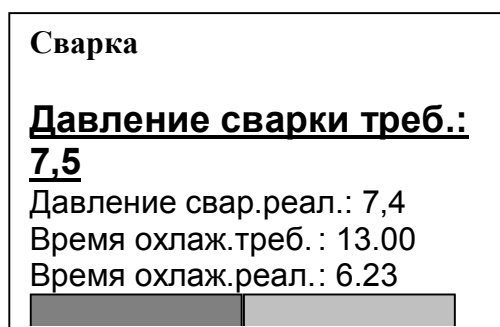 Сварка
Давление сварки треб.:
7,5
Давление свар.реал.: 7,4
Время охлаж.треб. : 13.00
Время охлаж.реал.: 6.23